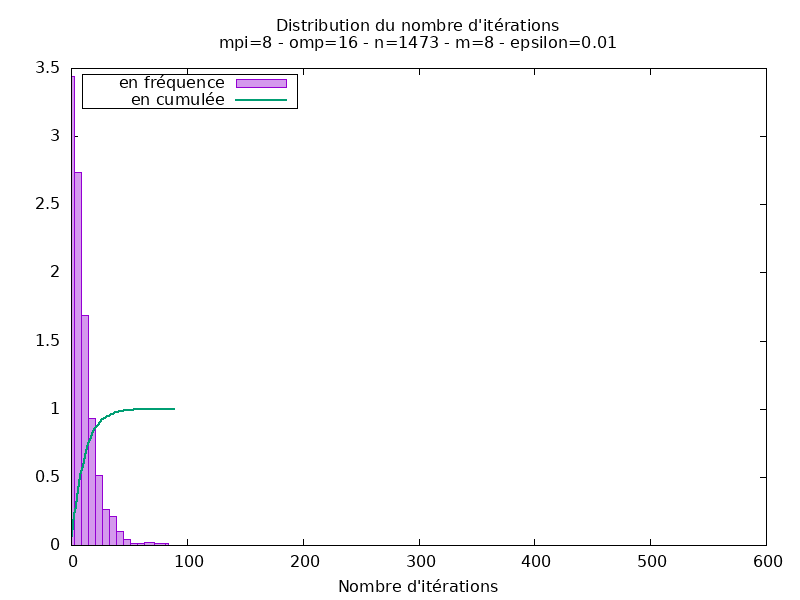 Distribution du nombre d'itérations
mpi=8 - omp=16 - n=1473 - m=8 - epsilon=0.01
3.5
en fréquence
en cumulée
3
2.5
2
1.5
1
0.5
0
0 100 200 300 400 500 600
Nombre d'itérations